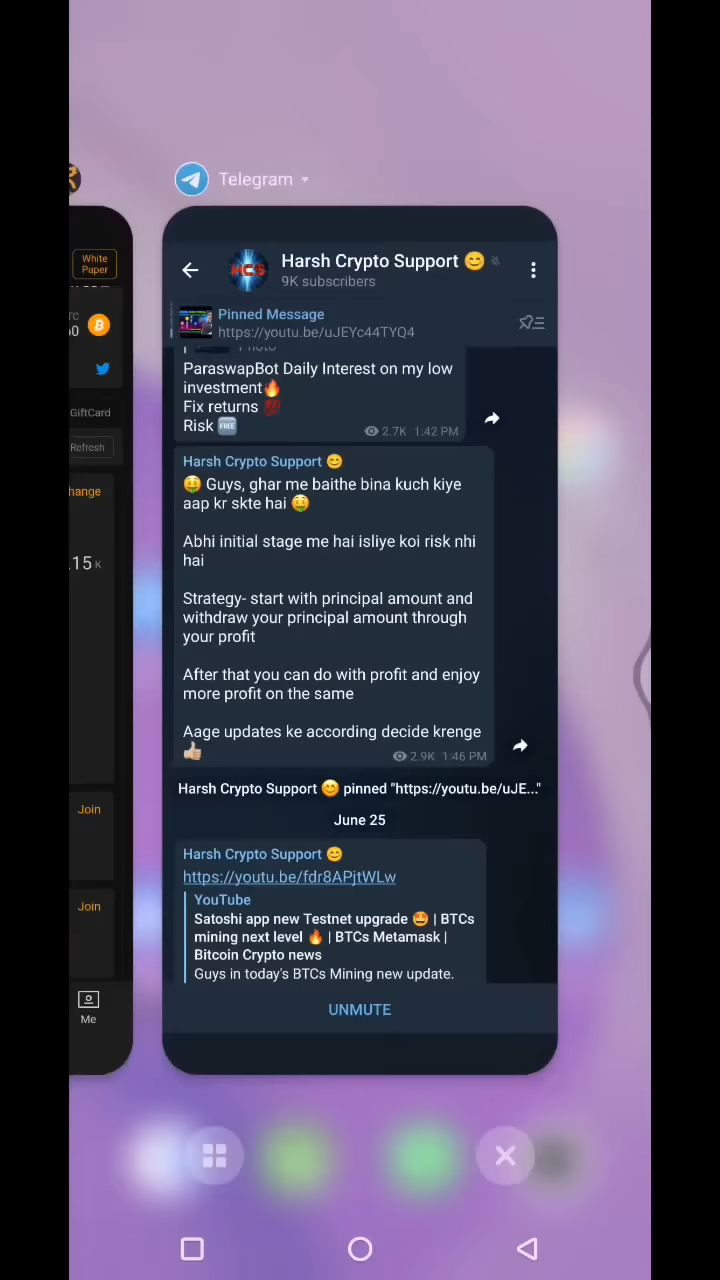 Telegram
White
Paper
Harsh Crypto Support 😊
9K subscribers
Pinned Message
https://youtu.be/uJEYc44TYQ4
GiftCard
Refresh
ParaswapBot Daily Interest on my low
investment🔥
Fix returns 💯
Risk 🆓
2.7K 1:42 PM
Harsh Crypto Support 😊
🤑 Guys, ghar me baithe bina kuch kiye
aap kr skte hai 🤑
Abhi initial stage me hai isliye koi risk nhi
hai
.15 K
Strategy- start with principal amount and
withdraw your principal amount through
your profit
After that you can do with profit and enjoy
more profit on the same
Aage updates ke according decide krenge
👍🏼
2.9K 1:46 PM
Harsh Crypto Support 😊 pinned "https://youtu.be/uJE..."
Join
June 25
Harsh Crypto Support 😊
https://youtu.be/fdr8APjtWLw
YouTube
Join
Satoshi app new Testnet upgrade 🤩 | BTCs
mining next level 🔥 | BTCs Metamask |
Bitcoin Crypto news
Guys in today's BTCs Mining new update.
UNMUTE
Me